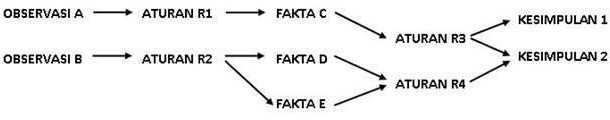 OBSERVASI A ATURAN R1 FAKTA C KESIMPULAN 1
ATURAN R3
OBSERVASI B ATURAN R2 FAKTA D KESIMPULAN 2
ATURAN R4
FAKTA E